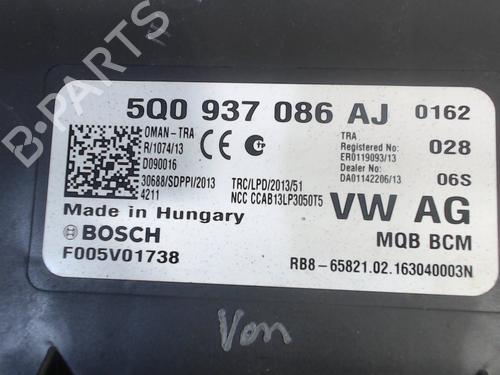 B-PARTS
5Q0 937 086 AJ 0162
OMAN-TRA
R/1074/13
D090016
30688/SDPPI/2013
4211
CE
TRC/LPD/2013/51
NCC CCAB13LP3050T5
TRA
Registered No: 028
ER0119093/13
Dealer No:
DA01142206/13 06S
Made in Hungary
VW AG
BOSCH
MQB BCM
F005V01738
RB8-65821.02.163040003N
Von